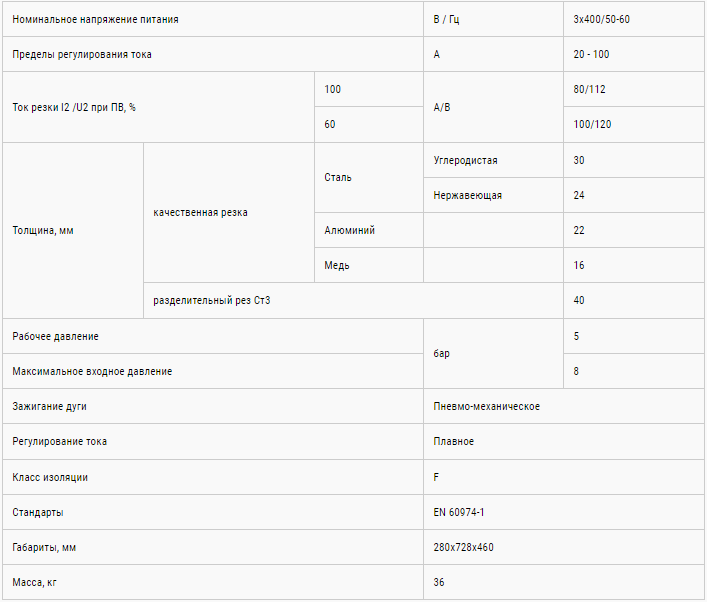 Номинальное напряжение питания В / Гц 3х400/50-60
Пределы регулирования тока А 20 - 100
Ток резки I2 /U2 при ПВ, % 100 А/В 80/112
60 100/120
Толщина, мм качественная резка Сталь Углеродистая 30
Нержавеющая 24
Алюминий 22
Медь 16
разделительный рез Ст3 40
Рабочее давление бар 5
Максимальное входное давление 8
Зажигание дуги Пневмо-механическое
Регулирование тока Плавное
Класс изоляции F
Стандарты EN 60974-1
Габариты, мм 280х728х460
Масса, кг 36